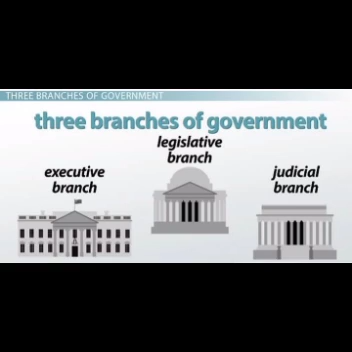 THREE BRANCHES OF GOVERNMENT
three branches of government
legislative
branch
executive
branch
judicial
branch